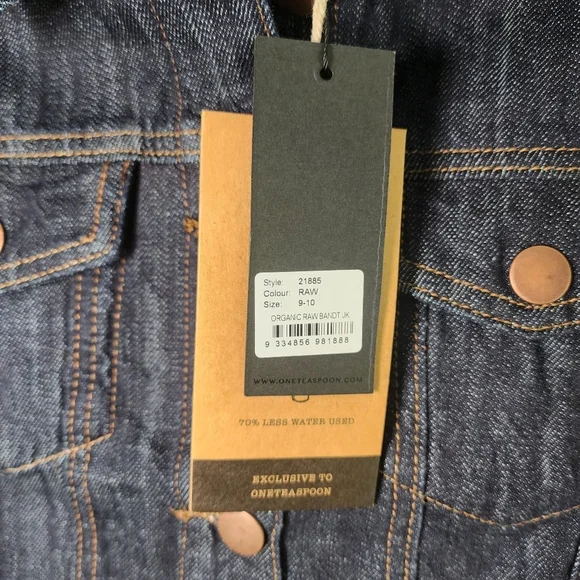 Style: 21885
Colour: RAW
Size: 9-10
ORGANIC RAW BANDT JK
9 334856 981888
WWW.ONETEASPOON.COM
70% LESS WATER USED
EXCLUSIVE TO
ONETEASPOON